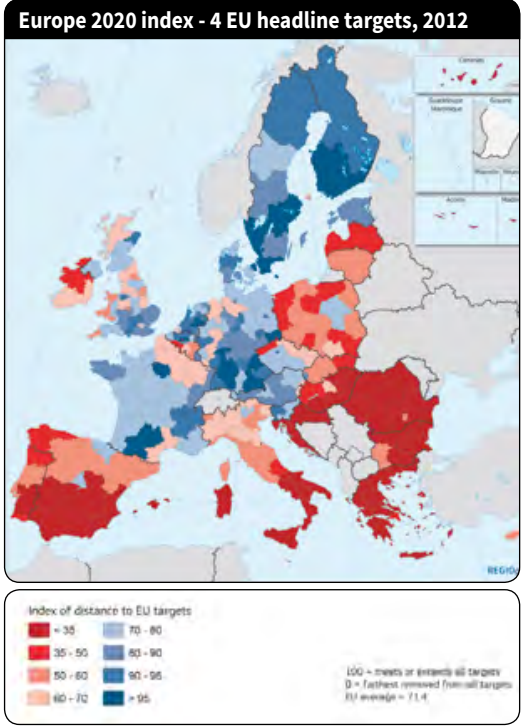 Europe 2020 index - 4 EU headline targets, 2012
Canarias
Guadeloupe
Martinique
Guyane
Açores
REGIO
Index of distance to EU targets
< 35
35 - 50
50 - 60
60 - 70
70 - 80
80 - 90
90 - 95
> 95
100 = meets or exceeds all targets
0 = farthest removed from all targets
EU average = 71.4